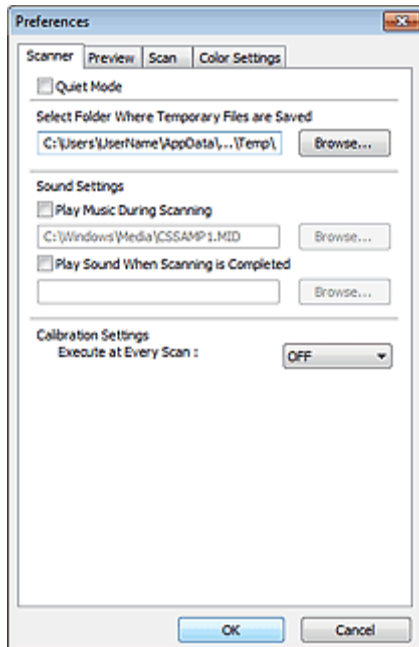 Preferences
Scanner Preview Scan Color Settings
Quiet Mode
Select Folder Where Temporary Files are Saved
C:\Users\UserName\AppData\...\Temp\ Browse...
Sound Settings
Play Music During Scanning
C:\Windows\Media\CSSAMP1.MID Browse...
Play Sound When Scanning is Completed
Browse...
Calibration Settings
Execute at Every Scan : OFF
OK Cancel